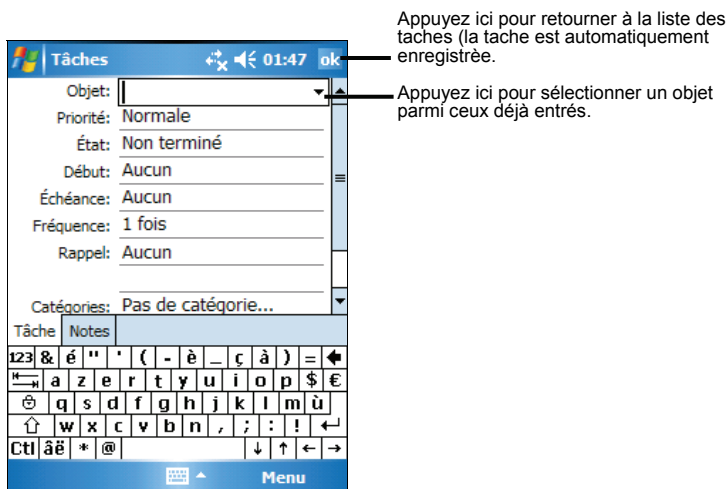 Appuyez ici pour retourner à la liste des
taches (la tache est automatiquement
enregistrèe.
Appuyez ici pour sélectionner un objet
parmi ceux déjà entrés.
Tâches 01:47 ok
Objet:
Priorité: Normale
État: Non terminé
Début: Aucun
Échéance: Aucun
Fréquence: 1 fois
Rappel: Aucun
Catégories: Pas de catégorie...
Tâche Notes
123 & é " ' ( - è _ ç à ) =
a z e r t y u i o p $ €
q s d f g h j k l m ù
w x c v b n , ; : !
Ctl âë * @ ↓ ↑ ← →
Menu